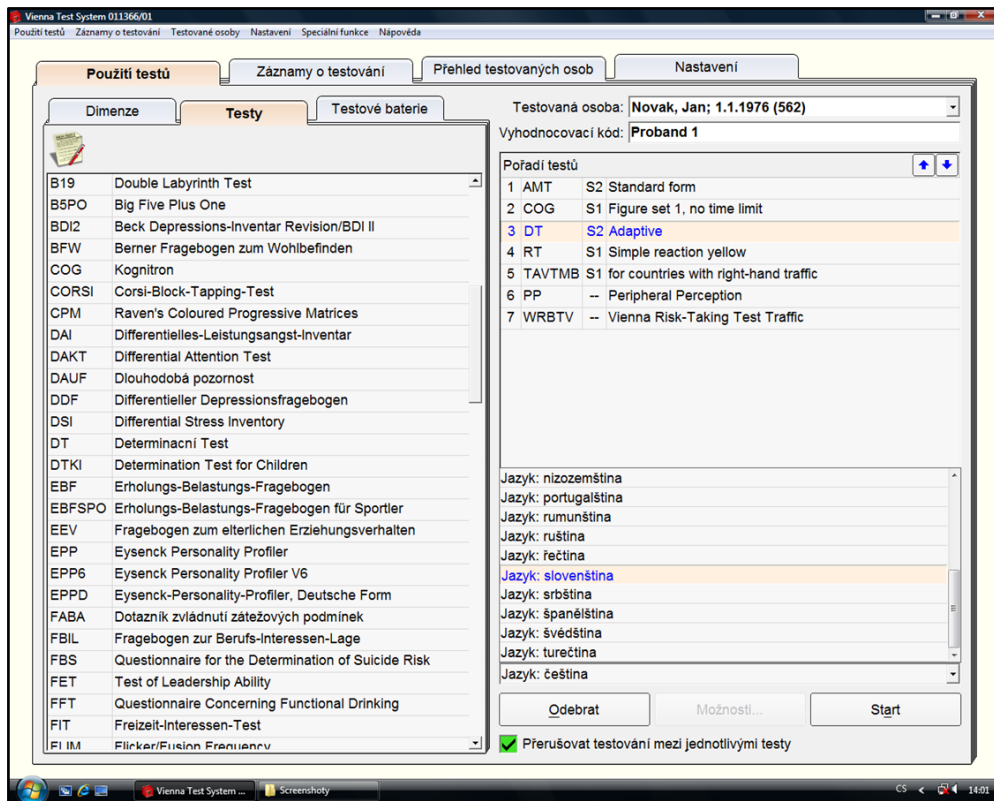 Vienna Test System 011366/01
Použití testů Záznamy o testování Testované osoby Nastavení Speciální funkce Nápověda
Použití testů Záznamy o testování Přehled testovaných osob Nastavení
Dimenze Testy Testové baterie
Testovaná osoba: Novak, Jan; 1.1.1976 (562)
Vyhodnocovací kód: Proband 1
B19 Double Labyrinth Test
B5PO Big Five Plus One
BDI2 Beck Depressions-Inventar Revision/BDI II
BFW Berner Fragebogen zum Wohlbefinden
COG Kognitron
CORSI Corsi-Block-Tapping-Test
CPM Raven's Coloured Progressive Matrices
DAI Differentielles-Leistungsangst-Inventar
DAKT Differential Attention Test
DAUF Dlouhodobá pozornost
DDF Differentieller Depressionsfragebogen
DSI Differential Stress Inventory
DT Determinacní Test
DTKI Determination Test for Children
EBF Erholungs-Belastungs-Fragebogen
EBFSPO Erholungs-Belastungs-Fragebogen für Sportler
EEV Fragebogen zum elterlichen Erziehungsverhalten
EPP Eysenck Personality Profiler
EPP6 Eysenck Personality Profiler V6
EPPD Eysenck-Personality-Profiler, Deutsche Form
FABA Dotazník zvládnutí zátežových podmínek
FBIL Fragebogen zur Berufs-Interessen-Lage
FBS Questionnaire for the Determination of Suicide Risk
FET Test of Leadership Ability
FFT Questionnaire Concerning Functional Drinking
FIT Freizeit-Interessen-Test
FLIM Flicker/Fusion Frequency
Pořadí testů
1 AMT S2 Standard form
2 COG S1 Figure set 1, no time limit
3 DT S2 Adaptive
4 RT S1 Simple reaction yellow
5 TAVTMB S1 for countries with right-hand traffic
6 PP -- Peripheral Perception
7 WRBTV -- Vienna Risk-Taking Test Traffic
Jazyk: nizozemština
Jazyk: portugalština
Jazyk: rumunština
Jazyk: ruština
Jazyk: řečtina
Jazyk: slovenština
Jazyk: srbština
Jazyk: španělština
Jazyk: švédština
Jazyk: turečtina
Jazyk: čeština
Odebrat Možnosti... Start
Přerušovat testování mezi jednotlivými testy
Vienna Test System ... Screenshoty CS 14:01